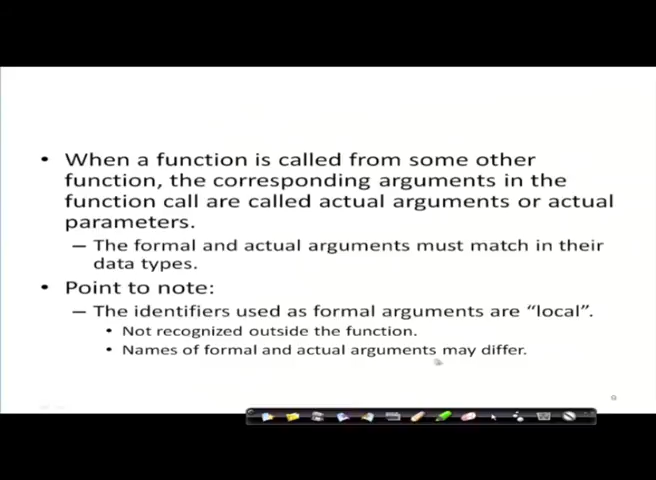 • When a function is called from some other
function, the corresponding arguments in the
function call are called actual arguments or actual
parameters.
– The formal and actual arguments must match in their
data types.
• Point to note:
– The identifiers used as formal arguments are “local”.
• Not recognized outside the function.
• Names of formal and actual arguments may differ.
9